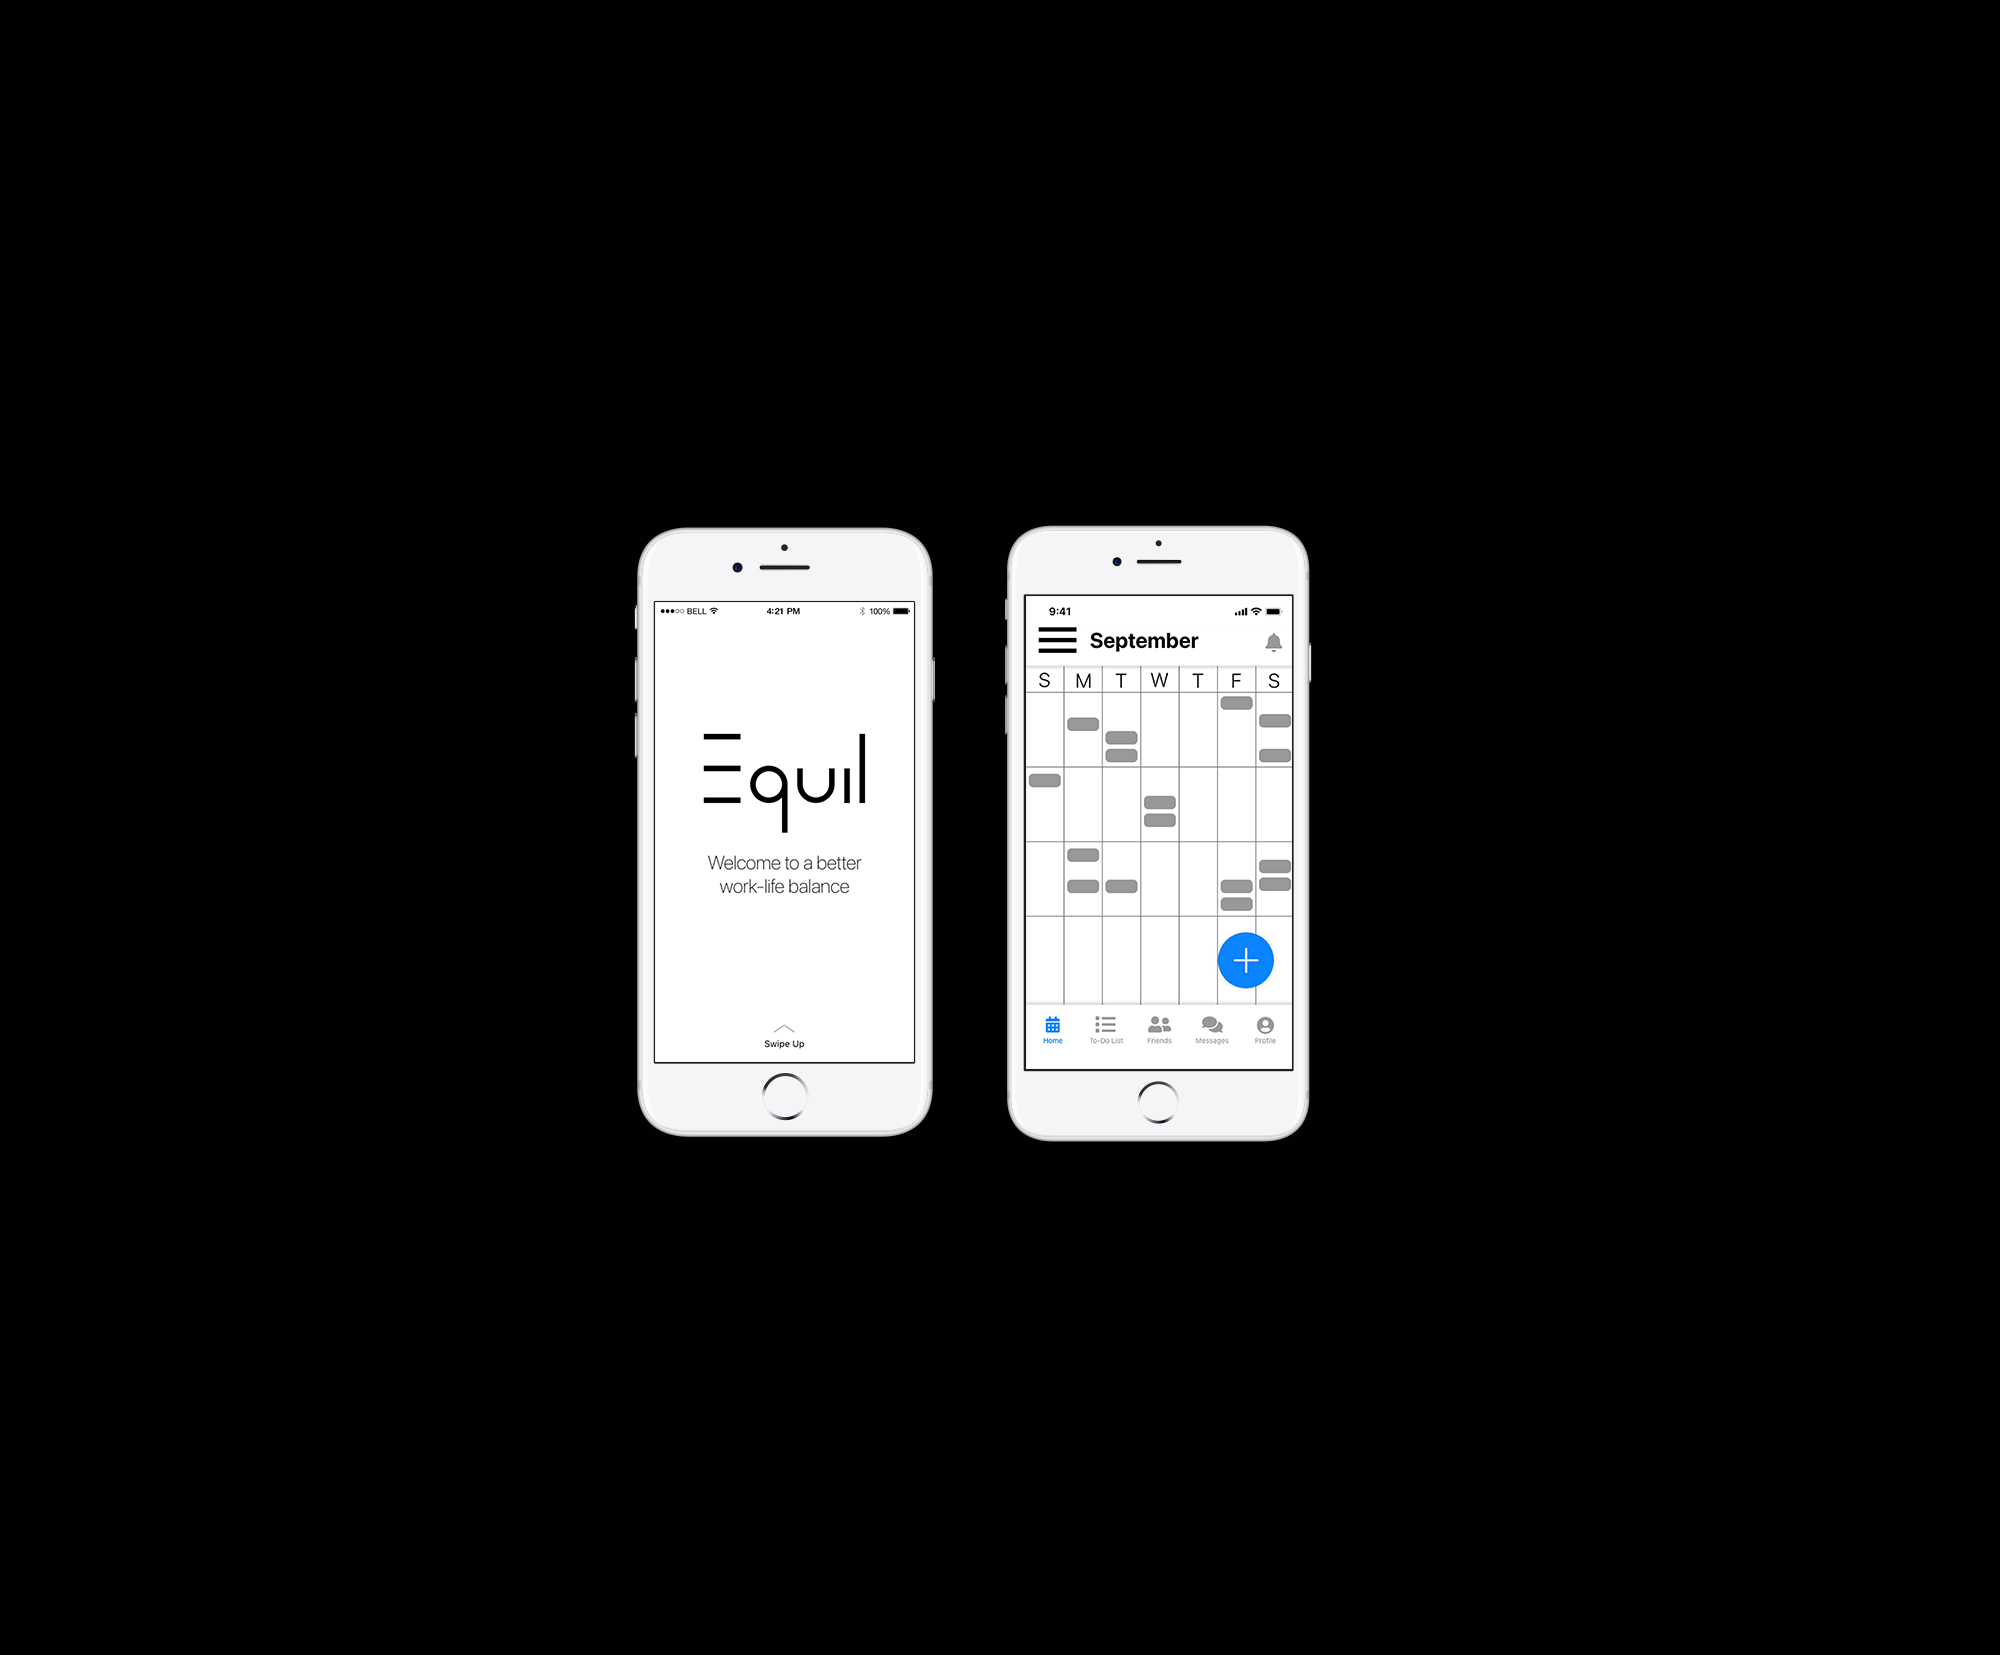 BELL 4:21 PM 100%
Equil
Welcome to a better
work-life balance
Swipe Up
9:41
September
S M T W T F S
Home To-Do List Friends Messages Profile